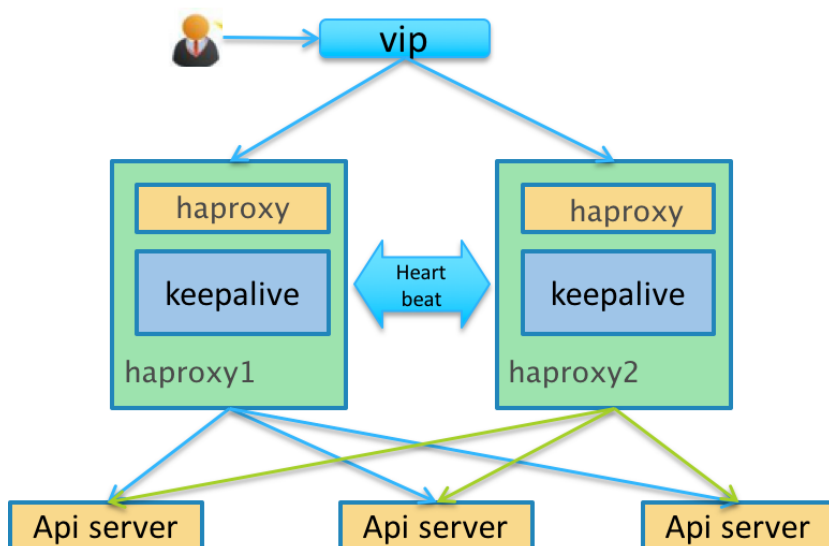 vip
haproxy
haproxy
keepalive
Heart
beat
keepalive
haproxy1
haproxy2
Api server
Api server
Api server